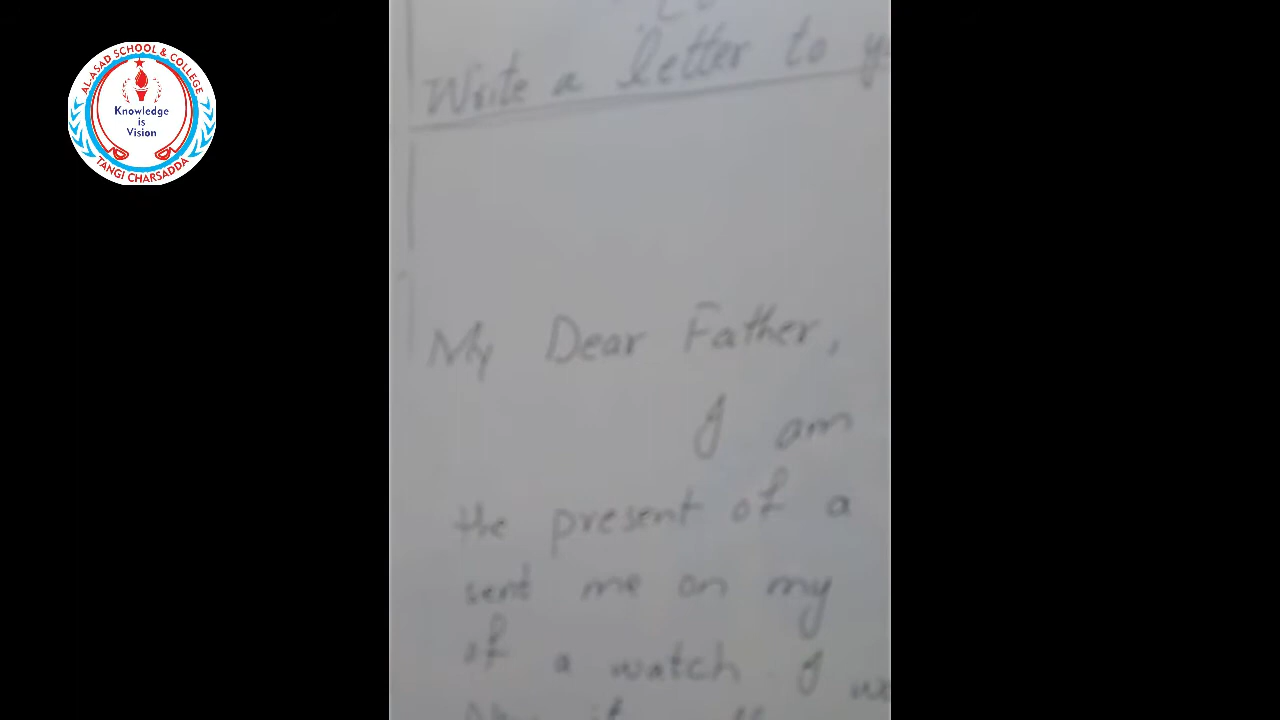 AL-ASAD SCHOOL & COLLEGE
Knowledge
is
Vision
TANGI CHARSADDA
Write a letter to
My Dear Father,
I am
the present of a
sent me on my
of a watch. I